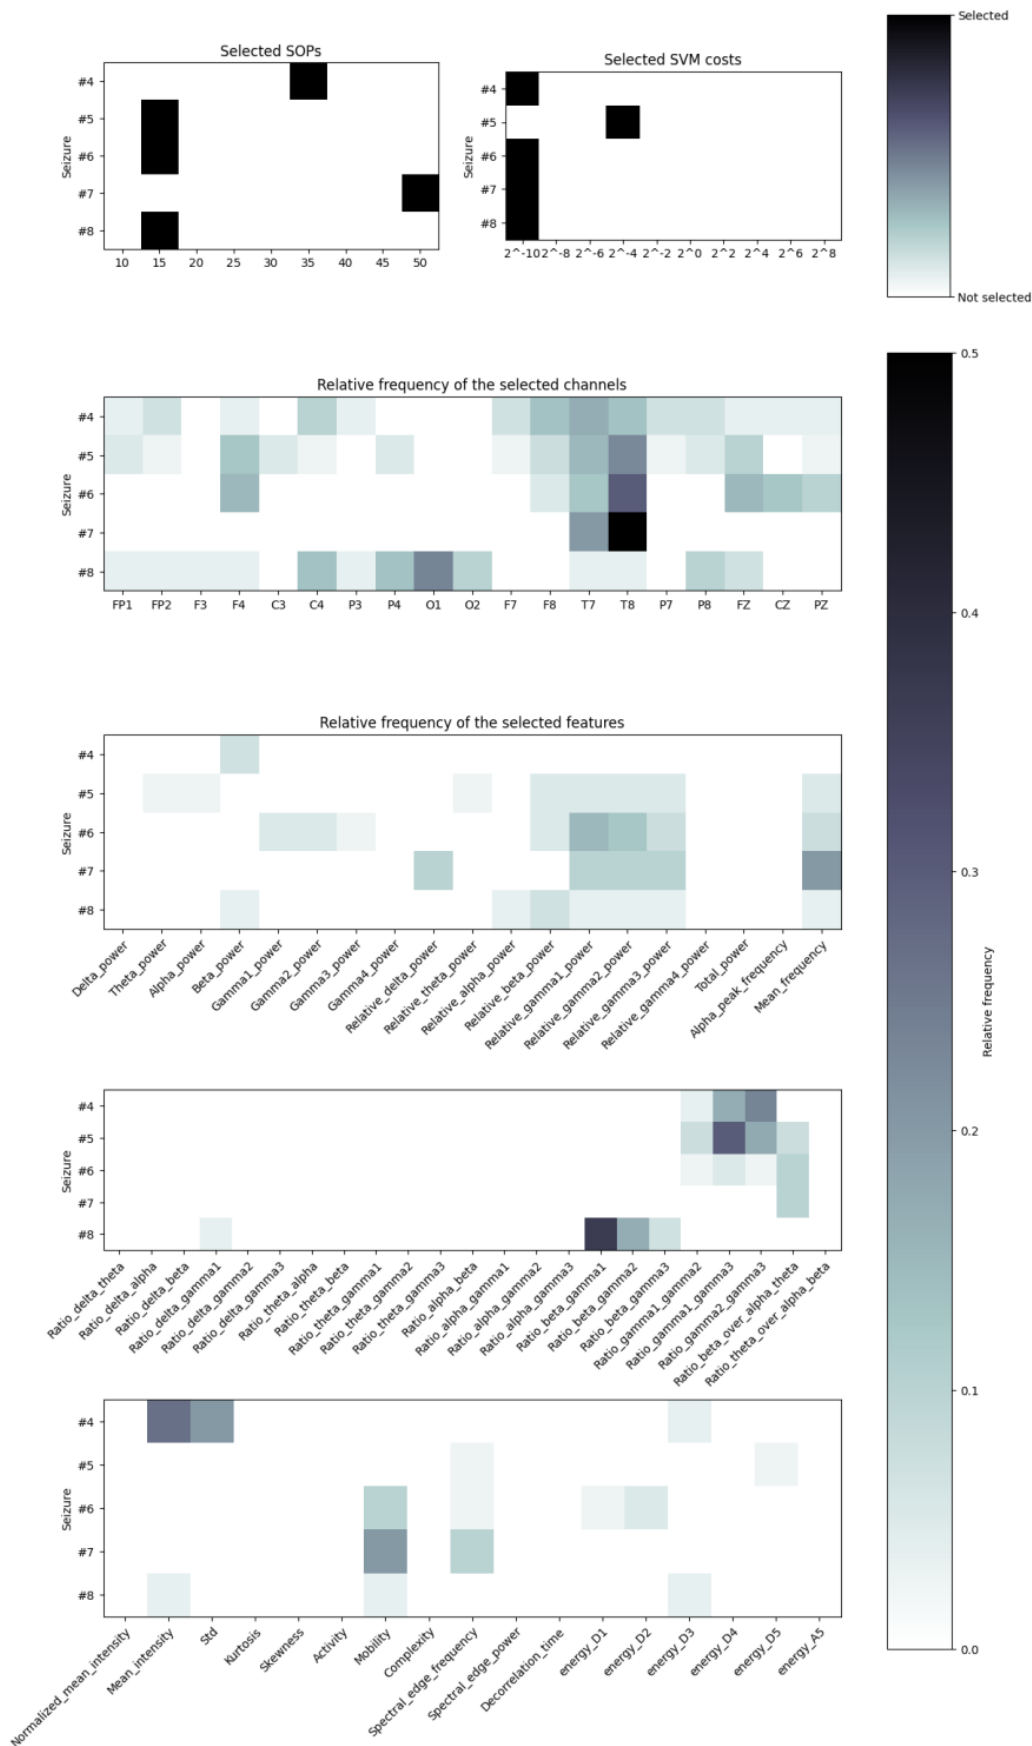 Selected SOPs
Seizure
#4
#5
#6
#7
#8
10 15 20 25 30 35 40 45 50
Selected SVM costs
Seizure
#4
#5
#6
#7
#8
2^-10 2^-8 2^-6 2^-4 2^-2 2^0 2^2 2^4 2^6 2^8
Selected
Not selected
Relative frequency of the selected channels
Seizure
#4
#5
#6
#7
#8
FP1 FP2 F3 F4 C3 C4 P3 P4 O1 O2 F7 F8 T7 T8 P7 P8 FZ CZ PZ
Relative frequency of the selected features
Seizure
#4
#5
#6
#7
#8
Delta_power
Theta_power
Alpha_power
Beta_power
Gamma1_power
Gamma2_power
Gamma3_power
Gamma4_power
Relative_delta_power
Relative_theta_power
Relative_alpha_power
Relative_beta_power
Relative_gamma1_power
Relative_gamma2_power
Relative_gamma3_power
Relative_gamma4_power
Total_power
Alpha_peak_frequency
Mean_frequency
Seizure
#4
#5
#6
#7
#8
Ratio_delta_theta
Ratio_delta_alpha
Ratio_delta_beta
Ratio_delta_gamma1
Ratio_delta_gamma2
Ratio_delta_gamma3
Ratio_theta_alpha
Ratio_theta_beta
Ratio_theta_gamma1
Ratio_theta_gamma2
Ratio_theta_gamma3
Ratio_alpha_beta
Ratio_alpha_gamma1
Ratio_alpha_gamma2
Ratio_alpha_gamma3
Ratio_beta_gamma1
Ratio_beta_gamma2
Ratio_beta_gamma3
Ratio_gamma1_gamma2
Ratio_gamma1_gamma3
Ratio_gamma2_gamma3
Ratio_beta_over_alpha_theta
Ratio_theta_over_alpha_beta
Seizure
#4
#5
#6
#7
#8
Normalized_mean_intensity
Mean_intensity
Std
Kurtosis
Skewness
Activity
Mobility
Complexity
Spectral_edge_frequency
Spectral_edge_power
Decorrelation_time
energy_D1
energy_D2
energy_D3
energy_D4
energy_D5
energy_A5
0.5
0.4
0.3
0.2
0.1
0.0
Relative frequency